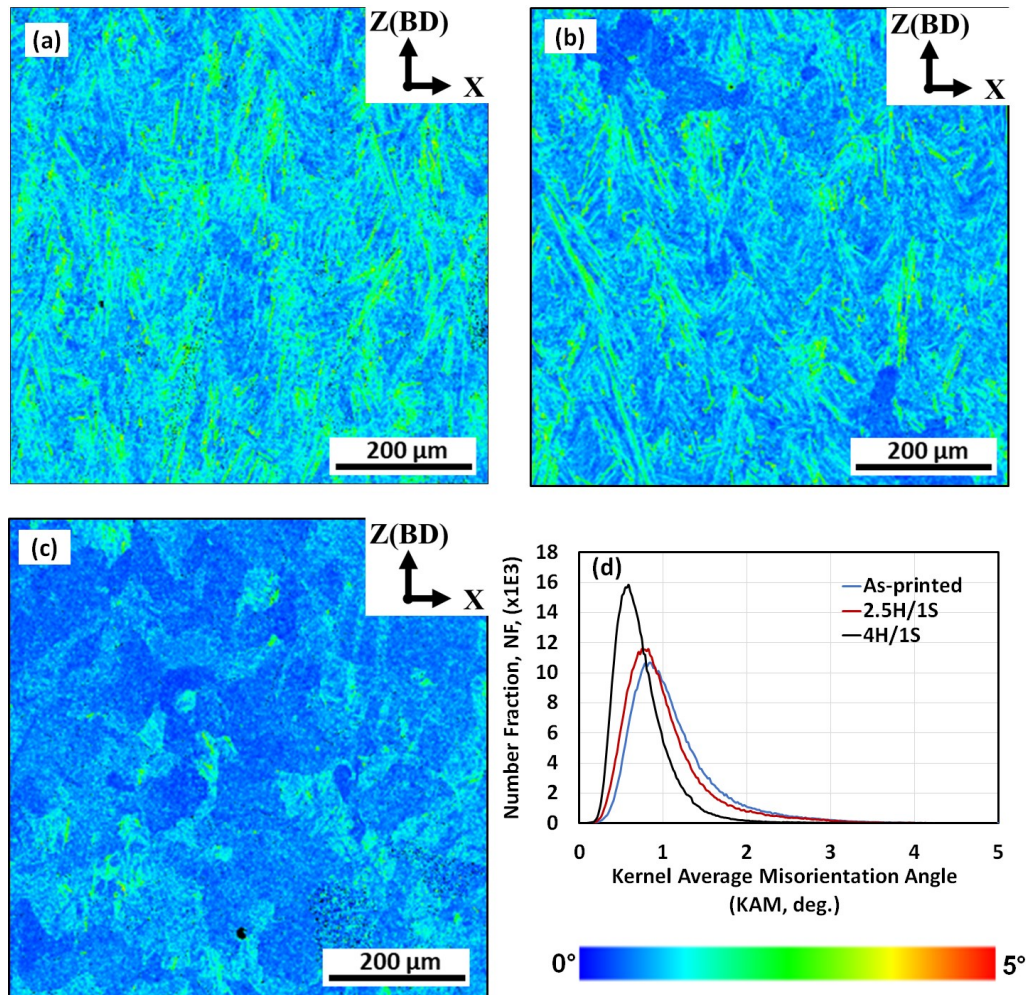 (a)
Z(BD)
X
200 µm
(b)
Z(BD)
X
200 µm
(c)
Z(BD)
X
200 µm
(d)
Number Fraction, NF, (x1E3)
18
16
14
12
10
8
6
4
2
0
As-printed
2.5H/1S
4H/1S
0 1 2 3 4 5
Kernel Average Misorientation Angle
(KAM, deg.)
0° 5°